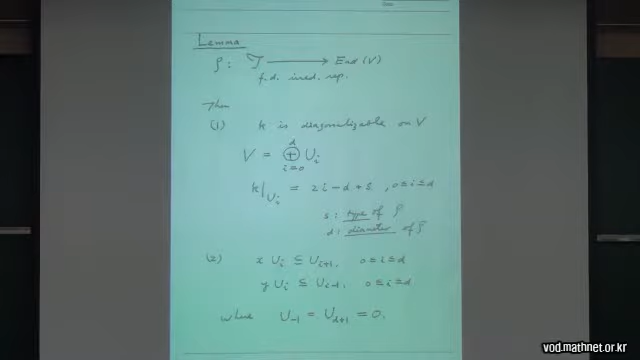 Lemma
ρ : 𝒯 ⟶ End (V)
f.d. irred. rep.
Then
(1) k is diagonalizable on V
V = ⊕_{i=0}^{d} U_i
k|_{U_i} = 2i - d + ε , 0 ≤ i ≤ d
ε : type of ρ
d : diameter of ρ
(2) x U_i ⊆ U_{i+1}, 0 ≤ i ≤ d
y U_i ⊆ U_{i-1}, 0 ≤ i ≤ d
where U_{-1} = U_{d+1} = 0.
vod.mathnet.or.kr